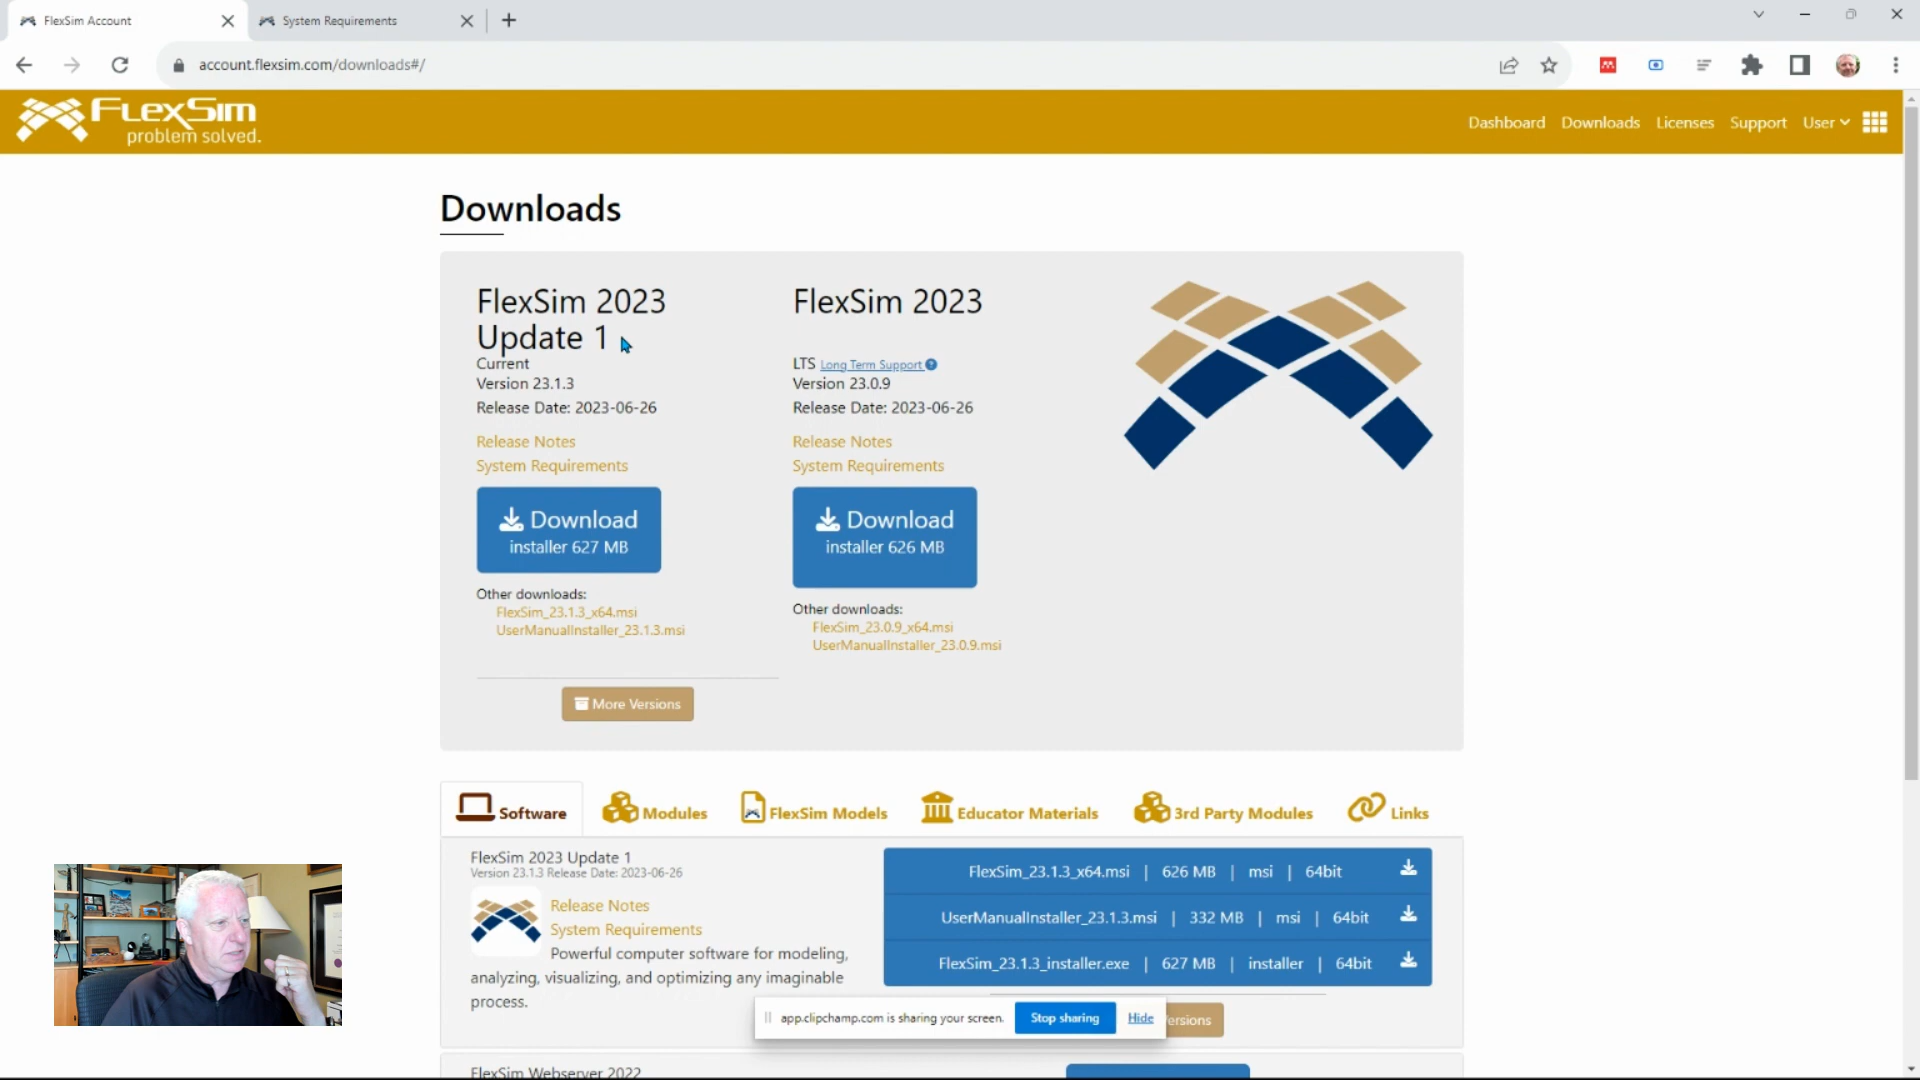 FlexSim Account
System Requirements
account.flexsim.com/downloads#/
FLEXSIM
problem solved.
Dashboard
Downloads
Licenses
Support
User
Downloads
FlexSim 2023
Update 1
Current
Version 23.1.3
Release Date: 2023-06-26
Release Notes
System Requirements
Download
installer 627 MB
Other downloads:
FlexSim_23.1.3_x64.msi
UserManualInstaller_23.1.3.msi
FlexSim 2023
LTS Long Term Support
Version 23.0.9
Release Date: 2023-06-26
Release Notes
System Requirements
Download
installer 626 MB
Other downloads:
FlexSim_23.0.9_x64.msi
UserManualInstaller_23.0.9.msi
More Versions
Software
Modules
FlexSim Models
Educator Materials
3rd Party Modules
Links
FlexSim 2023 Update 1
Version 23.1.3 Release Date: 2023-06-26
Release Notes
System Requirements
Powerful computer software for modeling,
analyzing, visualizing, and optimizing any imaginable
process.
FlexSim_23.1.3_x64.msi | 626 MB | msi | 64bit
UserManualInstaller_23.1.3.msi | 332 MB | msi | 64bit
FlexSim_23.1.3_installer.exe | 627 MB | installer | 64bit
app.clipchamp.com is sharing your screen.
Stop sharing
Hide
ersions
FlexSim Webserver 2022